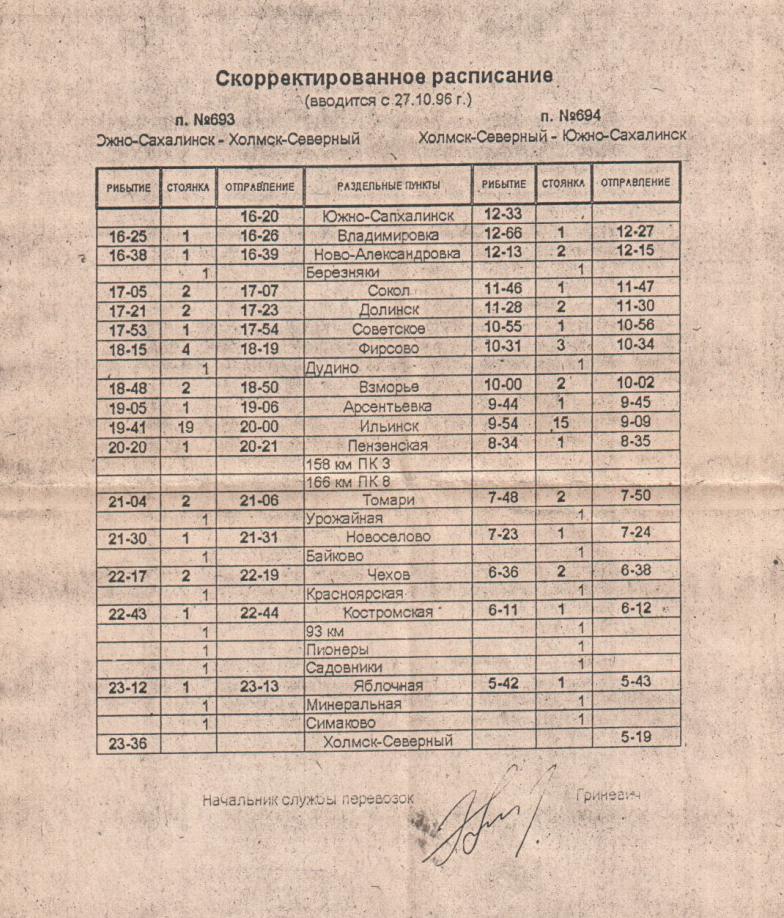 Скорректированное расписание
(вводится с 27.10.96 г.)
п. №693 п. №694
Южно-Сахалинск - Холмск-Северный Холмск-Северный - Южно-Сахалинск
РИБЫТИЕ СТОЯНКА ОТПРАВЛЕНИЕ РАЗДЕЛЬНЫЕ ПУНКТЫ РИБЫТИЕ СТОЯНКА ОТПРАВЛЕНИЕ
16-20 Южно-Сапхалинск 12-33
16-25 1 16-26 Владимировка 12-66 1 12-27
16-38 1 16-39 Ново-Александровка 12-13 2 12-15
1 Березняки 1
17-05 2 17-07 Сокол 11-46 1 11-47
17-21 2 17-23 Долинск 11-28 2 11-30
17-53 1 17-54 Советское 10-55 1 10-56
18-15 4 18-19 Фирсово 10-31 3 10-34
1 Дудино 1
18-48 2 18-50 Взморье 10-00 2 10-02
19-05 1 19-06 Арсентьевка 9-44 1 9-45
19-41 19 20-00 Ильинск 9-54 15 9-09
20-20 1 20-21 Пензенская 8-34 1 8-35
158 км ПК 3
166 км ПК 8
21-04 2 21-06 Томари 7-48 2 7-50
1 Урожайная 1
21-30 1 21-31 Новоселово 7-23 1 7-24
1 Байково 1
22-17 2 22-19 Чехов 6-36 2 6-38
1 Красноярская 1
22-43 1 22-44 Костромская 6-11 1 6-12
1 93 км 1
1 Пионеры 1
1 Садовники 1
23-12 1 23-13 Яблочная 5-42 1 5-43
1 Минеральная 1
1 Симаково 1
23-36 Холмск-Северный 5-19
Начальник службы перевозок Гриневич